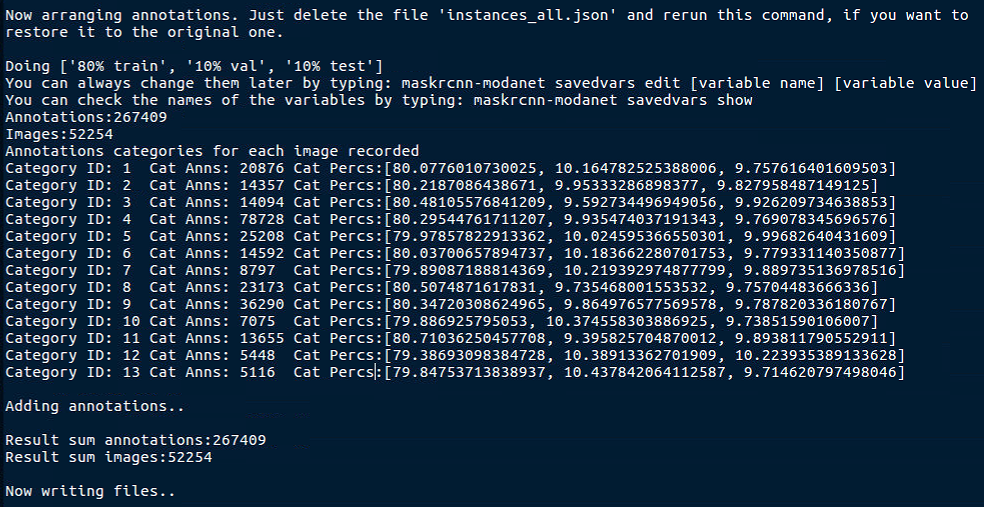 Now arranging annotations. Just delete the file 'instances_all.json' and rerun this command, if you want to
restore it to the original one.
Doing ['80% train', '10% val', '10% test']
You can always change them later by typing: maskrcnn-modanet savedvars edit [variable name] [variable value]
You can check the names of the variables by typing: maskrcnn-modanet savedvars show
Annotations:267409
Images:52254
Annotations categories for each image recorded
Category ID: 1  Cat Anns: 20876 Cat Percs:[80.0776010730025, 10.164782525388006, 9.757616401609503]
Category ID: 2  Cat Anns: 14357 Cat Percs:[80.2187086438671, 9.95333286898377, 9.827958487149125]
Category ID: 3  Cat Anns: 14094 Cat Percs:[80.48105576841209, 9.592734496949056, 9.926209734638853]
Category ID: 4  Cat Anns: 78728 Cat Percs:[80.29544761711207, 9.935474037191343, 9.769078345696576]
Category ID: 5  Cat Anns: 25208 Cat Percs:[79.97857822913362, 10.024595366550301, 9.99682640431609]
Category ID: 6  Cat Anns: 14592 Cat Percs:[80.03700657894737, 10.183662280701753, 9.779331140350877]
Category ID: 7  Cat Anns: 8797  Cat Percs:[79.89087188814369, 10.219392974877799, 9.889735136978516]
Category ID: 8  Cat Anns: 23173 Cat Percs:[80.5074871617831, 9.735468001553532, 9.75704483666336]
Category ID: 9  Cat Anns: 36290 Cat Percs:[80.34720308624965, 9.864976577569578, 9.787820336180767]
Category ID: 10 Cat Anns: 7075  Cat Percs:[79.886925795053, 10.374558303886925, 9.73851590106007]
Category ID: 11 Cat Anns: 13655 Cat Percs:[80.71036250457708, 9.395825704870012, 9.893811790552911]
Category ID: 12 Cat Anns: 5448  Cat Percs:[79.38693098384728, 10.38913362701909, 10.223935389133628]
Category ID: 13 Cat Anns: 5116  Cat Percs:[79.84753713838937, 10.437842064112587, 9.714620797498046]
Adding annotations..
Result sum annotations:267409
Result sum images:52254
Now writing files..